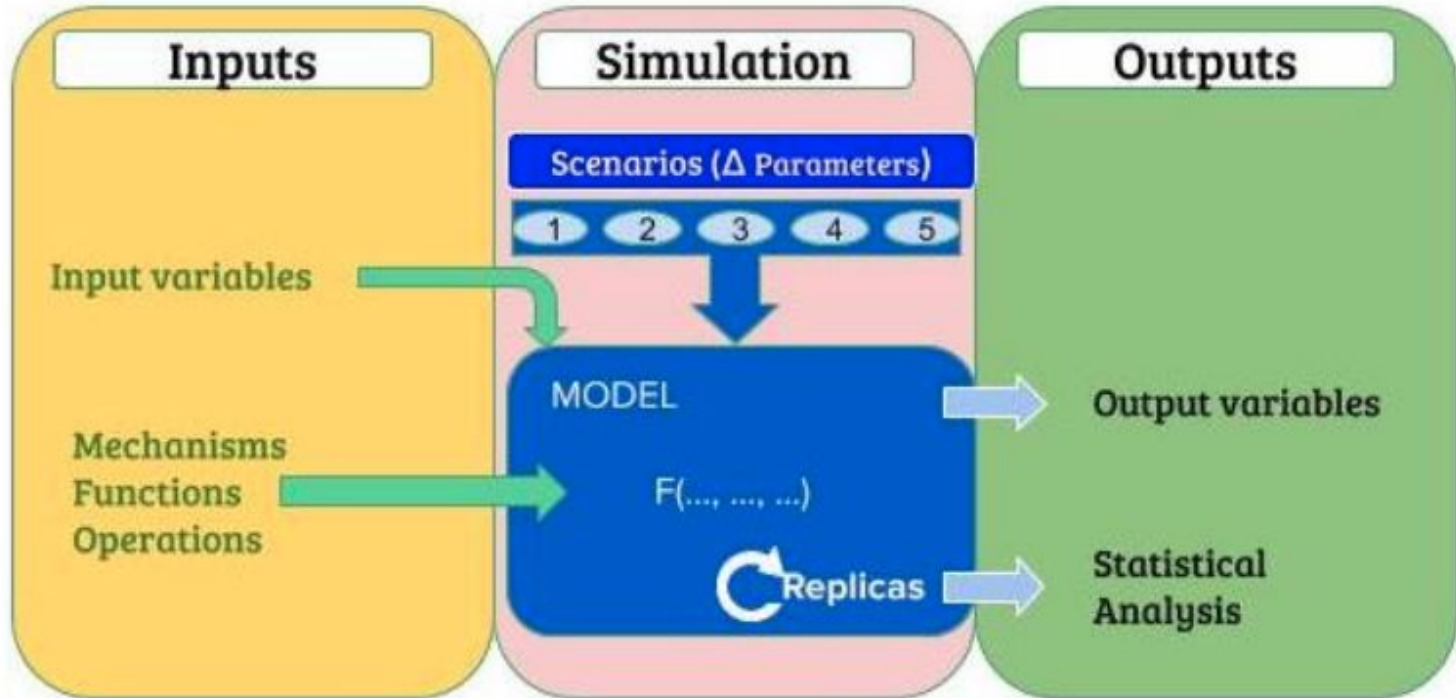 Inputs
Simulation
Outputs
Scenarios (Δ Parameters)
1 2 3 4 5
Input variables
MODEL
Output variables
Mechanisms
Functions
Operations
F(..., ..., ...)
Replicas
Statistical
Analysis